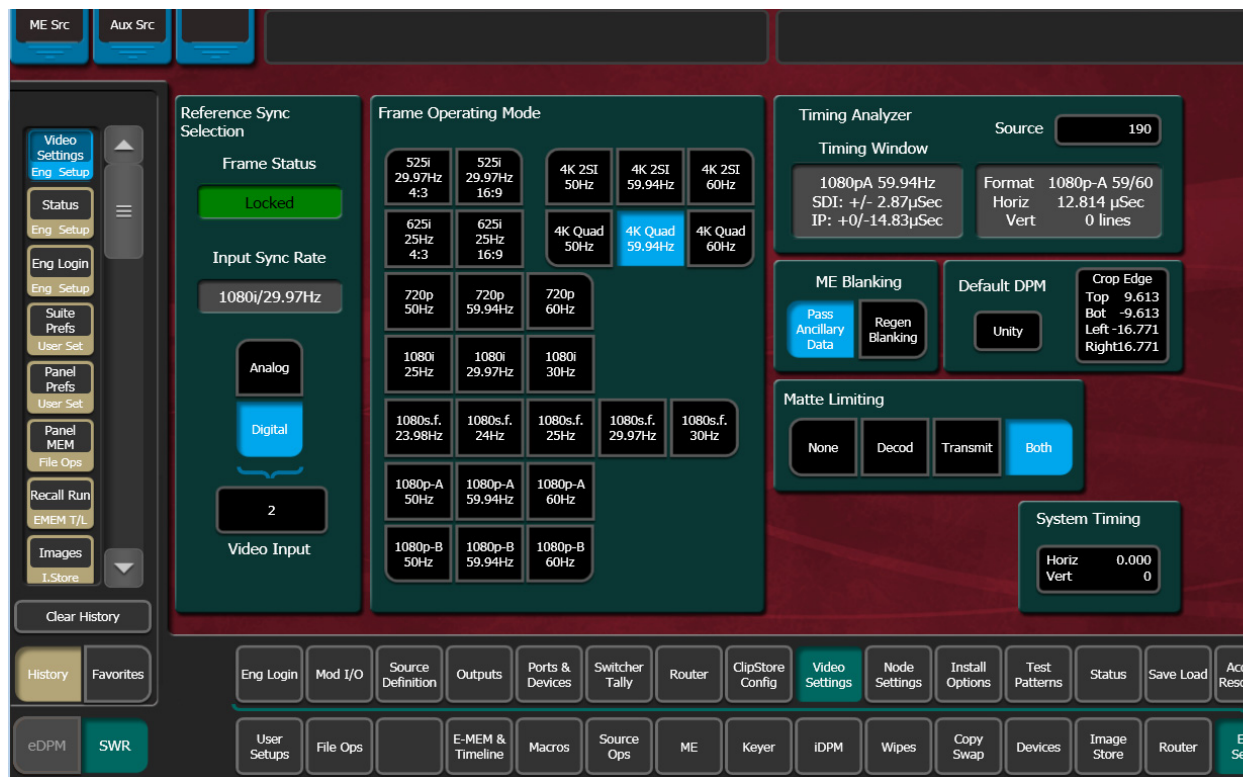 ME Src
Aux Src
Video
Settings
Eng Setup
Status
Eng Setup
Eng Login
Eng Setup
Suite
Prefs
User Set
Panel
Prefs
User Set
Panel
MEM
File Ops
Recall Run
EMEM T/L
Images
I.Store
Clear History
History
Favorites
eDPM
SWR
Reference Sync
Selection
Frame Status
Locked
Input Sync Rate
1080i/29.97Hz
Analog
Digital
2
Video Input
Frame Operating Mode
525i
29.97Hz
4:3
525i
29.97Hz
16:9
4K 2SI
50Hz
4K 2SI
59.94Hz
4K 2SI
60Hz
625i
25Hz
4:3
625i
25Hz
16:9
4K Quad
50Hz
4K Quad
59.94Hz
4K Quad
60Hz
720p
50Hz
720p
59.94Hz
720p
60Hz
1080i
25Hz
1080i
29.97Hz
1080i
30Hz
1080s.f.
23.98Hz
1080s.f.
24Hz
1080s.f.
25Hz
1080s.f.
29.97Hz
1080s.f.
30Hz
1080p-A
50Hz
1080p-A
59.94Hz
1080p-A
60Hz
1080p-B
50Hz
1080p-B
59.94Hz
1080p-B
60Hz
Timing Analyzer
Source 190
Timing Window
1080pA 59.94Hz
SDI: +/- 2.87µSec
IP: +0/-14.83µSec
Format 1080p-A 59/60
Horiz 12.814 µSec
Vert 0 lines
ME Blanking
Pass
Ancillary
Data
Regen
Blanking
Default DPM
Unity
Crop Edge
Top 9.613
Bot -9.613
Left -16.771
Right16.771
Matte Limiting
None
Decod
Transmit
Both
System Timing
Horiz 0.000
Vert 0
Eng Login
Mod I/O
Source
Definition
Outputs
Ports &
Devices
Switcher
Tally
Router
ClipStore
Config
Video
Settings
Node
Settings
Install
Options
Test
Patterns
Status
Save Load
User
Setups
File Ops
E-MEM &
Timeline
Macros
Source
Ops
ME
Keyer
iDPM
Wipes
Copy
Swap
Devices
Image
Store
Router